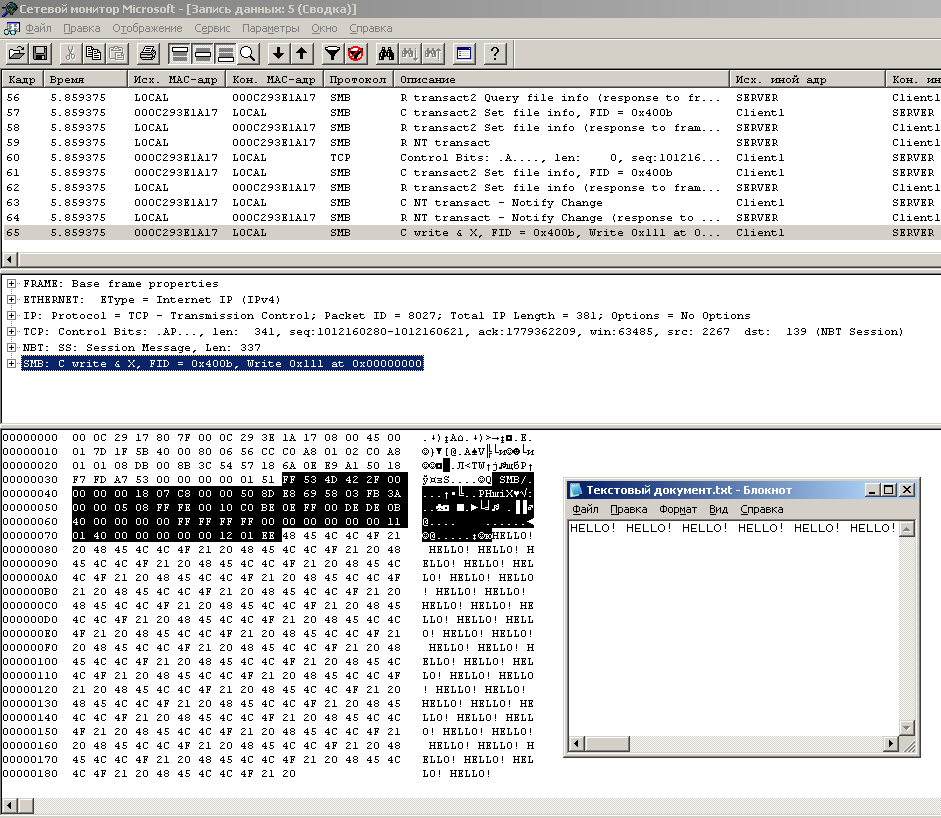 Сетевой монитор Microsoft - [Запись данных: 5 (Сводка)]
Файл Правка Отображение Сервис Параметры Окно Справка
Кадр Время Исх. MAC-адр Кон. MAC-адр Протокол Описание Исх. иной адр Кон. ин
56 5.859375 LOCAL 000C293E1A17 SMB R transact2 Query file info (response to fr... SERVER Client1
57 5.859375 000C293E1A17 LOCAL SMB C transact2 Set file info, FID = 0x400b Client1 SERVER
58 5.859375 LOCAL 000C293E1A17 SMB R transact2 Set file info (response to fram... SERVER Client1
59 5.859375 LOCAL 000C293E1A17 SMB R NT transact SERVER Client1
60 5.859375 000C293E1A17 LOCAL TCP Control Bits: .A...., len: 0, seq:101216... Client1 SERVER
61 5.859375 000C293E1A17 LOCAL SMB C transact2 Set file info, FID = 0x400b Client1 SERVER
62 5.859375 LOCAL 000C293E1A17 SMB R transact2 Set file info (response to fram... SERVER Client1
63 5.859375 000C293E1A17 LOCAL SMB C NT transact - Notify Change Client1 SERVER
64 5.859375 LOCAL 000C293E1A17 SMB R NT transact - Notify Change (response to ... SERVER Client1
65 5.859375 000C293E1A17 LOCAL SMB C write & X, FID = 0x400b, Write 0x111 at 0... Client1 SERVER
FRAME: Base frame properties
ETHERNET: EType = Internet IP (IPv4)
IP: Protocol = TCP - Transmission Control; Packet ID = 8027; Total IP Length = 381; Options = No Options
TCP: Control Bits: .AP..., len: 341, seq:1012160280-1012160621, ack:1779362209, win:63485, src: 2267 dst: 139 (NBT Session)
NBT: SS: Session Message, Len: 337
SMB: C write & X, FID = 0x400b, Write 0x111 at 0x00000000
00000000 00 0C 29 17 80 7F 00 0C 29 3E 1A 17 08 00 45 00
00000010 01 7D 1F 5B 40 00 80 06 56 CC C0 A8 01 02 C0 A8
00000020 01 01 08 DB 00 8B 3C 54 57 18 6A 0E E9 A1 50 18
00000030 F7 FD A7 53 00 00 00 00 01 51 FF 53 4D 42 2F 00
00000040 00 00 00 18 07 C8 00 00 50 8D E8 69 58 03 FB 3A
00000050 00 00 05 08 FF FE 00 10 C0 BE 0E FF 00 DE DE 0B
00000060 40 00 00 00 00 FF FF FF FF 00 00 00 00 00 00 11
00000070 01 40 00 00 00 00 00 12 01 EE 48 45 4C 4C 4F 21 HELLO!
00000080 20 48 45 4C 4C 4F 21 20 48 45 4C 4C 4F 21 20 48 HELLO! HELLO! H
00000090 45 4C 4C 4F 21 20 48 45 4C 4C 4F 21 20 48 45 4C ELLO! HELLO! HEL
000000A0 4C 4F 21 20 48 45 4C 4C 4F 21 20 48 45 4C 4C 4F LO! HELLO! HELLO
000000B0 21 20 48 45 4C 4C 4F 21 20 48 45 4C 4C 4F 21 20 ! HELLO! HELLO!
000000C0 48 45 4C 4C 4F 21 20 48 45 4C 4C 4F 21 20 48 45 HELLO! HELLO! HE
000000D0 4C 4C 4F 21 20 48 45 4C 4C 4F 21 20 48 45 4C 4C LLO! HELLO! HELL
000000E0 4F 21 20 48 45 4C 4C 4F 21 20 48 45 4C 4C 4F 21 O! HELLO! HELLO!
000000F0 20 48 45 4C 4C 4F 21 20 48 45 4C 4C 4F 21 20 48 HELLO! HELLO! H
00000100 45 4C 4C 4F 21 20 48 45 4C 4C 4F 21 20 48 45 4C ELLO! HELLO! HEL
00000110 4C 4F 21 20 48 45 4C 4C 4F 21 20 48 45 4C 4C 4F LO! HELLO! HELLO
00000120 21 20 48 45 4C 4C 4F 21 20 48 45 4C 4C 4F 21 20 ! HELLO! HELLO!
00000130 48 45 4C 4C 4F 21 20 48 45 4C 4C 4F 21 20 48 45 HELLO! HELLO! HE
00000140 4C 4C 4F 21 20 48 45 4C 4C 4F 21 20 48 45 4C 4C LLO! HELLO! HELL
00000150 4F 21 20 48 45 4C 4C 4F 21 20 48 45 4C 4C 4F 21 O! HELLO! HELLO!
00000160 20 48 45 4C 4C 4F 21 20 48 45 4C 4C 4F 21 20 48 HELLO! HELLO! H
00000170 45 4C 4C 4F 21 20 48 45 4C 4C 4F 21 20 48 45 4C ELLO! HELLO! HEL
00000180 4C 4F 21 20 48 45 4C 4C 4F 21 20 LO! HELLO!
Текстовый документ.txt - Блокнот
Файл Правка Формат Вид Справка
HELLO! HELLO! HELLO! HELLO! HELLO! HELLO!